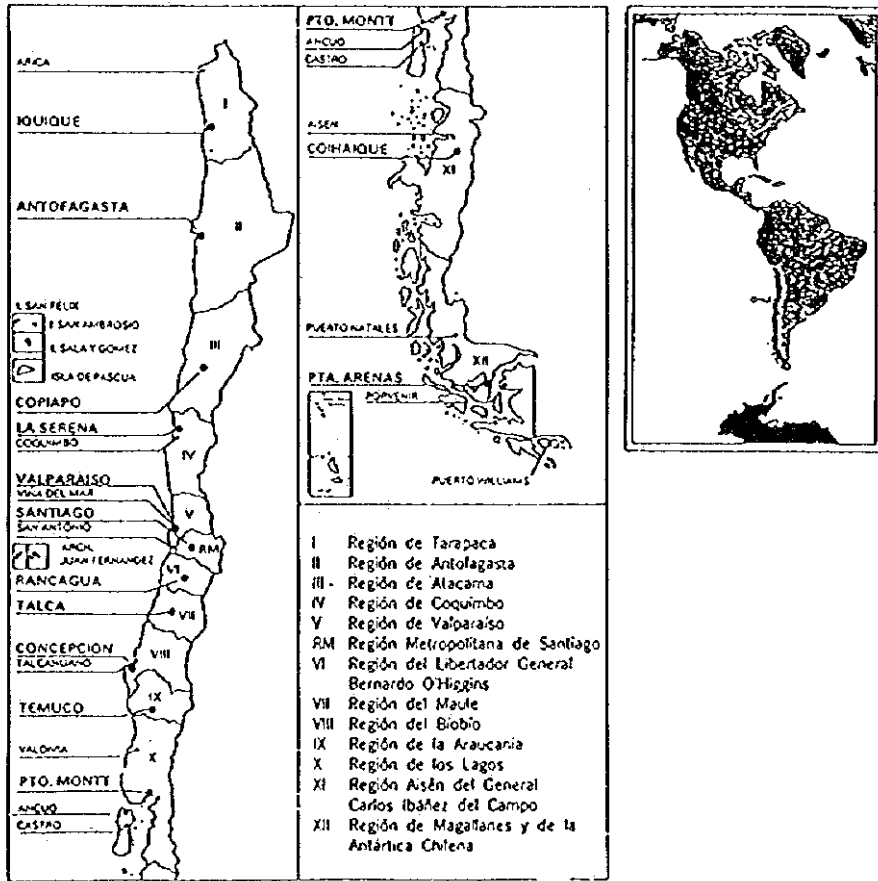 ARICA
IQUIQUE
I
ANTOFAGASTA
II
I. SAN FELIX
I. SAN AMBROSIO
I. SALA Y GOMEZ
ISLA DE PASCUA
III
COPIAPO
LA SERENA
COQUIMBO
IV
VALPARAISO
VIÑA DEL MAR
SANTIAGO
SAN ANTONIO
V
RM
ARCH.
JUAN FERNANDEZ
VI
RANCAGUA
TALCA
VII
CONCEPCION
TALCAHUANO
VIII
IX
TEMUCO
VALDIVIA
X
PTO. MONTT
ANCUD
CASTRO
PTO. MONTT
ANCUD
CASTRO
AISEN
COIHAIQUE
XI
PUERTO NATALES
XII
PTA. ARENAS
PORVENIR
PUERTO WILLIAMS
I Región de Tarapaca
II Región de Antofagasta
III - Región de Atacama
IV Región de Coquimbo
V Región de Valparaíso
RM Región Metropolitana de Santiago
VI Región del Libertador General
Bernardo O'Higgins
VII Región del Maule
VIII Región del Biobío
IX Región de la Araucanía
X Región de los Lagos
XI Región Aisén del General
Carlos Ibáñez del Campo
XII Región de Magallanes y de la
Antártica Chilena